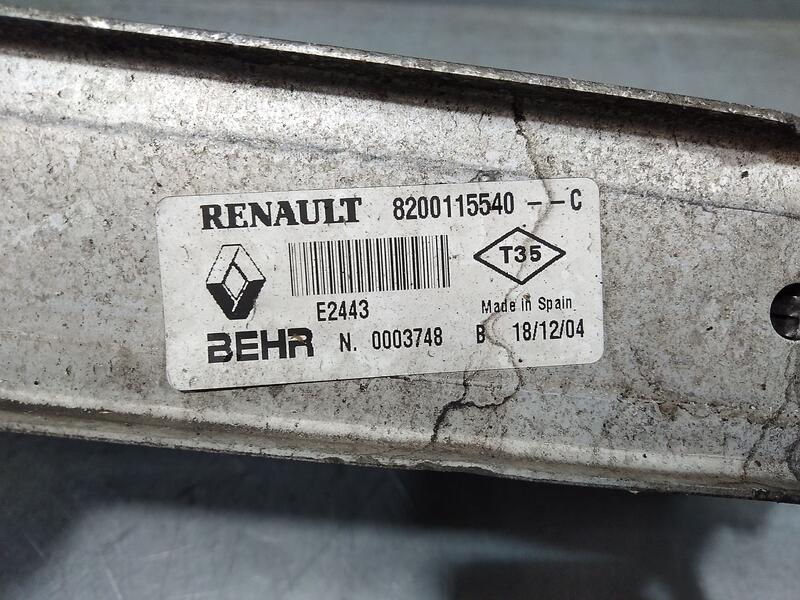 RENAULT 8200115540 --C
T35
E2443
Made in Spain
BEHR N. 0003748 B 18/12/04